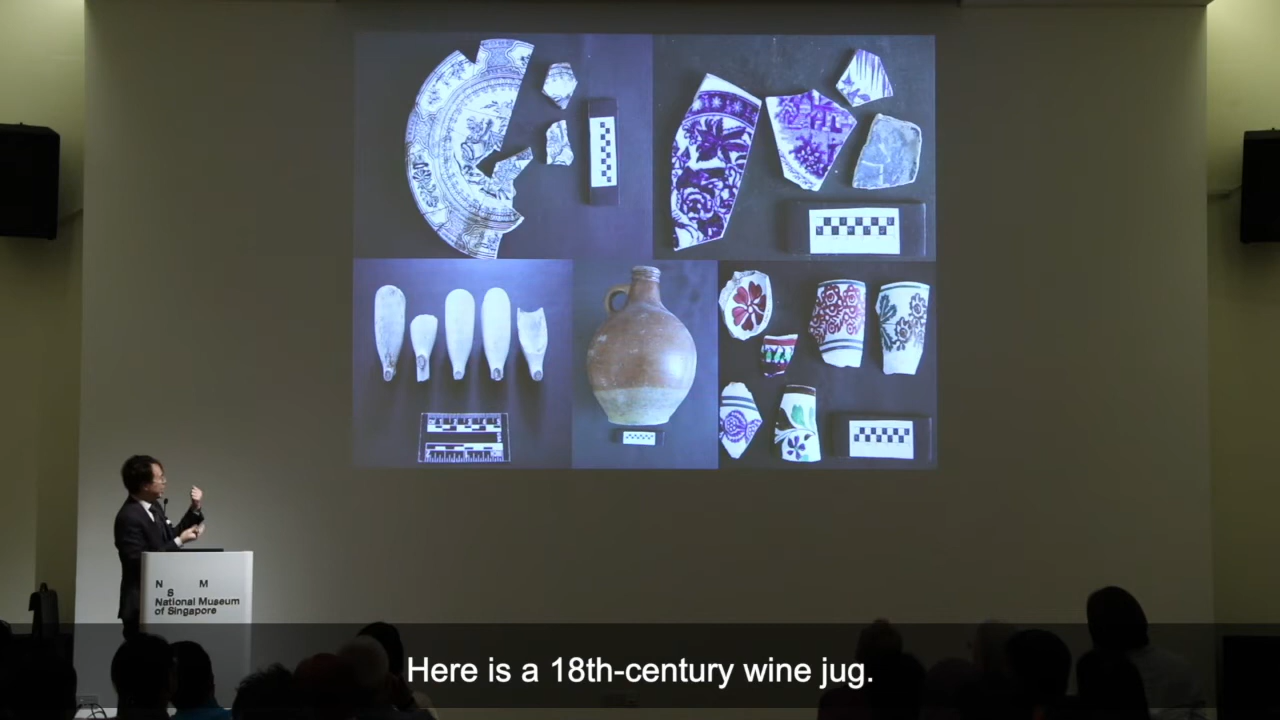 N M
S
National Museum
of Singapore
Here is a 18th-century wine jug.